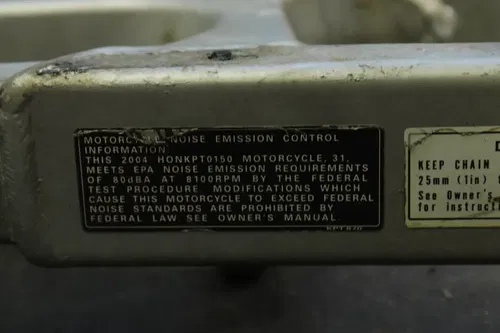 MOTORCYCLE NOISE EMISSION CONTROL
INFORMATION
THIS 2004 HONKPT0150 MOTORCYCLE, 31,
MEETS EPA NOISE EMISSION REQUIREMENTS
OF 80dBA AT 8100RPM BY THE FEDERAL
TEST PROCEDURE MODIFICATIONS WHICH
CAUSE THIS MOTORCYCLE TO EXCEED FEDERAL
NOISE STANDARDS ARE PROHIBITED BY
FEDERAL LAW SEE OWNER'S MANUAL.
KEEP CHAIN
25mm (1in)
See Owner's
for instruc